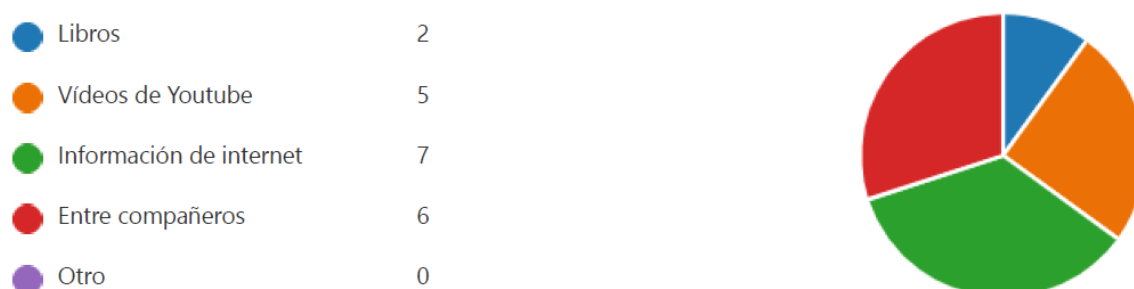 Libros 2
Vídeos de Youtube 5
Información de internet 7
Entre compañeros 6
Otro 0